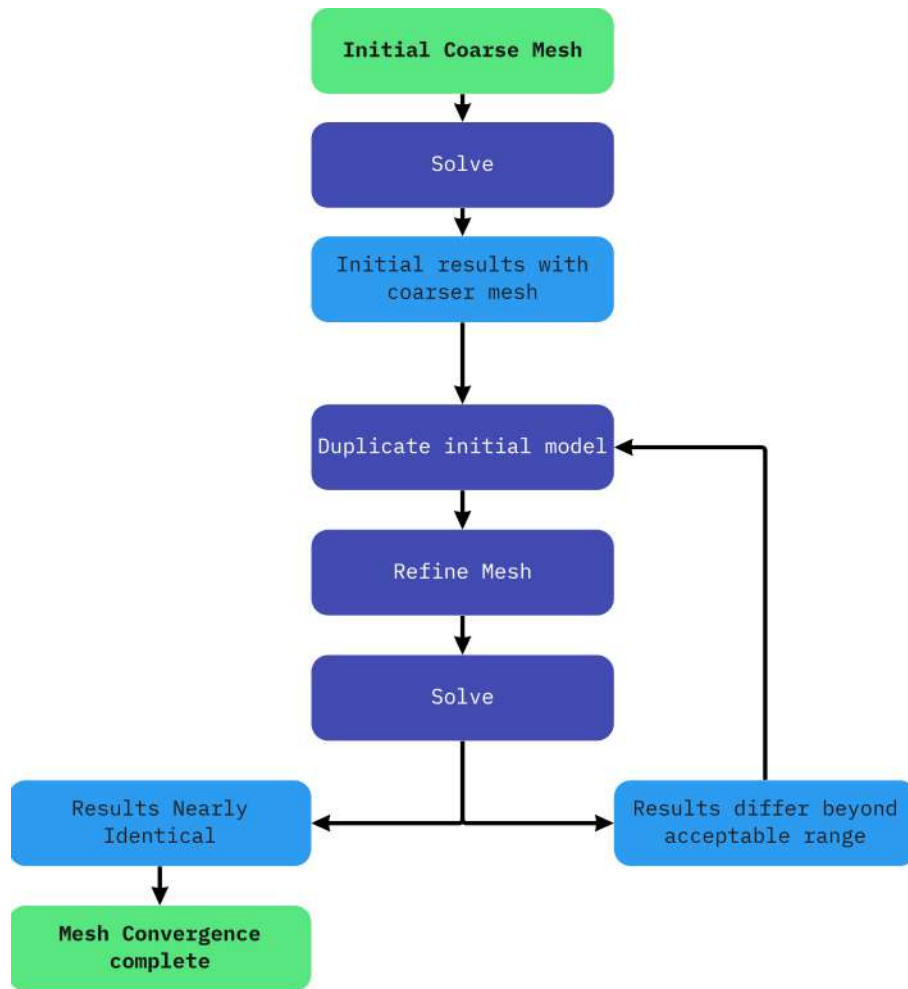 Initial Coarse Mesh
Solve
Initial results with
coarser mesh
Duplicate initial model
Refine Mesh
Solve
Results Nearly
Identical
Results differ beyond
acceptable range
Mesh Convergence
complete